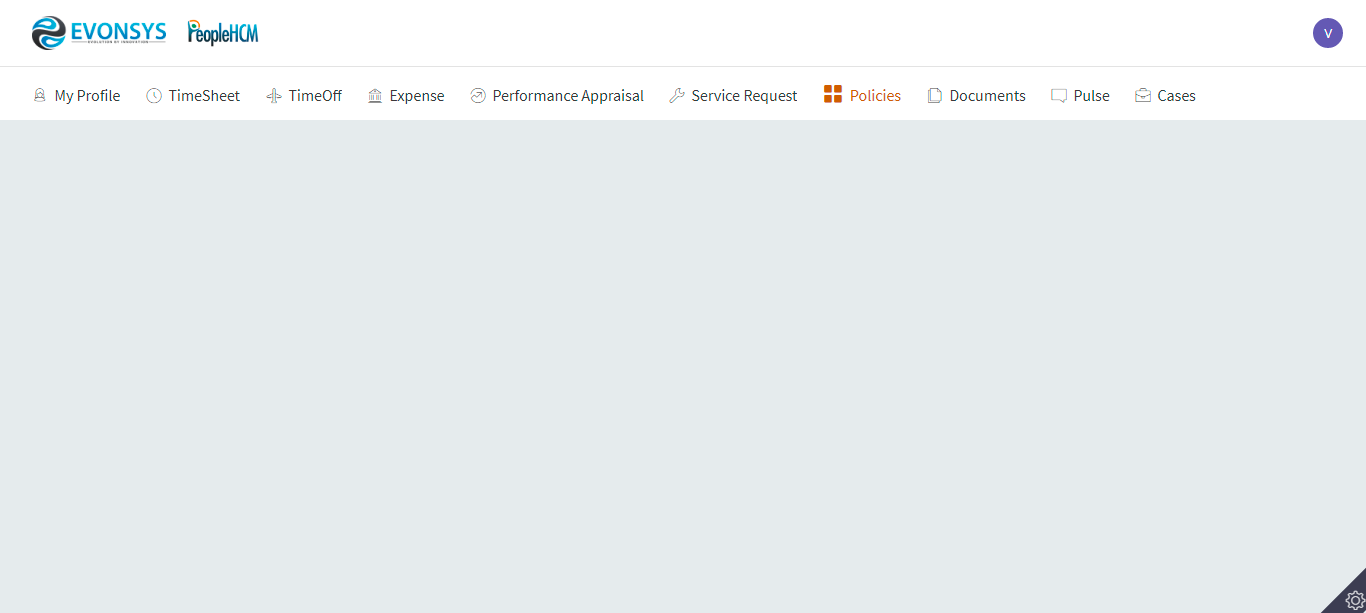 EVONSYS PeopleHCM V
EVOLUTION BY INNOVATION
My Profile TimeSheet TimeOff Expense Performance Appraisal Service Request Policies Documents Pulse Cases